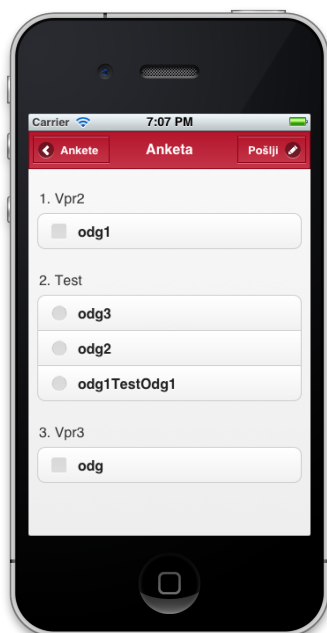 Carrier 7:07 PM
Ankete Anketa Pošlji
1. Vpr2
odg1
2. Test
odg3
odg2
odg1TestOdg1
3. Vpr3
odg